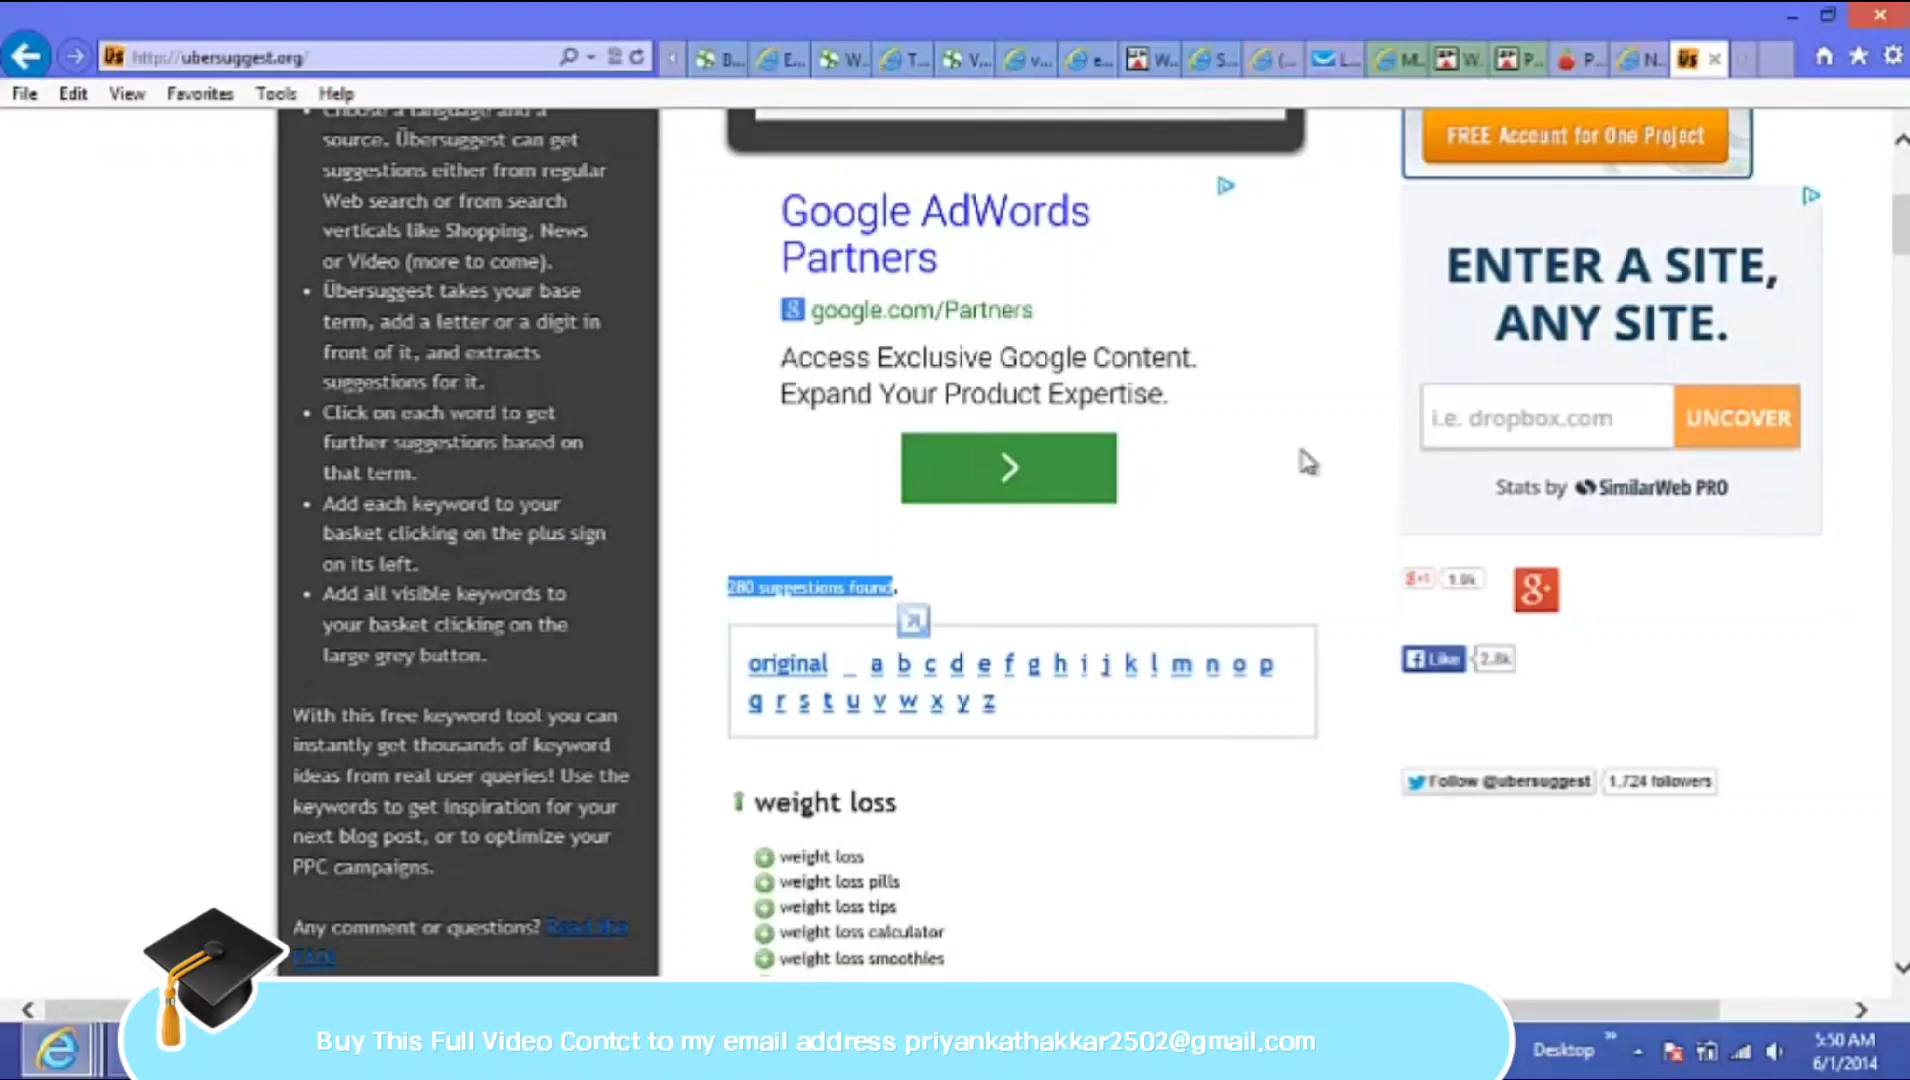 http://ubersuggest.org/
B...
E...
W...
T...
V...
v...
e...
W...
S...
(...
L...
M...
W...
P...
P...
N...
File Edit View Favorites Tools Help
Choose a language and a
source. Übersuggest can get
suggestions either from regular
Web search or from search
verticals like Shopping, News
or Video (more to come).
Übersuggest takes your base
term, add a letter or a digit in
front of it, and extracts
suggestions for it.
Click on each word to get
further suggestions based on
that term.
Add each keyword to your
basket clicking on the plus sign
on its left.
Add all visible keywords to
your basket clicking on the
large grey button.
With this free keyword tool you can
instantly get thousands of keyword
ideas from real user queries! Use the
keywords to get inspiration for your
next blog post, or to optimize your
PPC campaigns.
Any comment or questions? Read the
FAQs
Google AdWords
Partners
google.com/Partners
Access Exclusive Google Content.
Expand Your Product Expertise.
280 suggestions found.
original _ a b c d e f g h i j k l m n o p
q r s t u v w x y z
weight loss
weight loss
weight loss pills
weight loss tips
weight loss calculator
weight loss smoothies
FREE Account for One Project
ENTER A SITE,
ANY SITE.
i.e. dropbox.com UNCOVER
Stats by SimilarWeb PRO
Like 2.8k
Follow @ubersuggest 1,724 followers
Buy This Full Video Contct to my email address priyankathakkar2502@gmail.com
Desktop
5:50 AM
6/1/2014